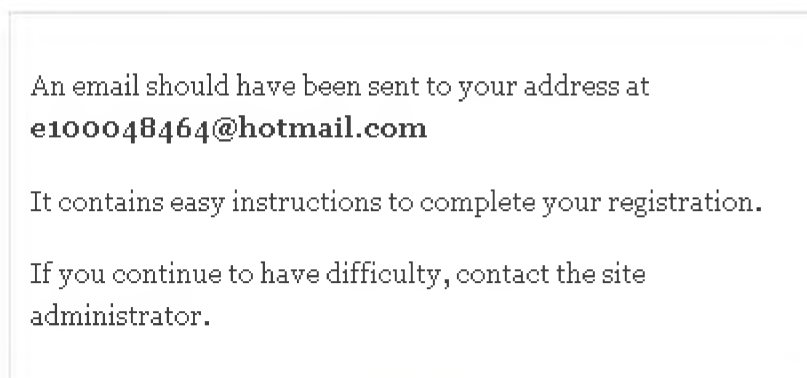 An email should have been sent to your address at
e100048464@hotmail.com
It contains easy instructions to complete your registration.
If you continue to have difficulty, contact the site
administrator.